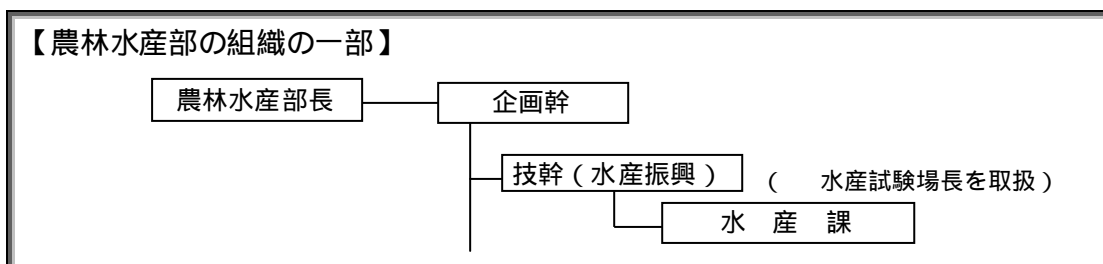 【農林水産部の組織の一部】
農林水産部長
企画幹
技幹（水産振興） （　水産試験場長を取扱）
水　産　課